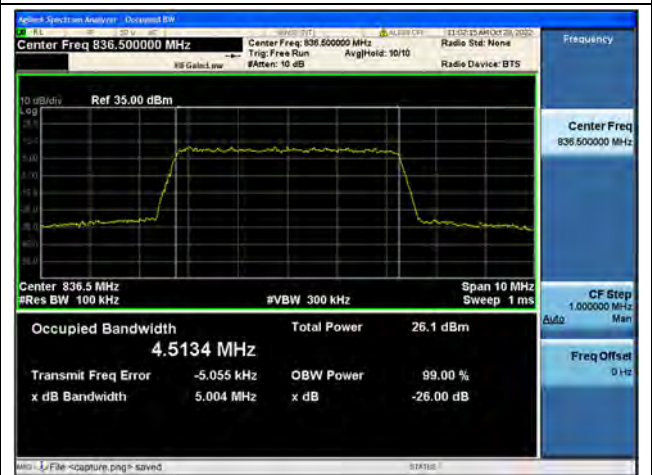 Agilent Spectrum Analyzer - Occupied BW
Center Freq 836.500000 MHz
#IFGain:Low
Center Freq: 836.500000 MHz
Trig: Free Run Avg|Hold: 10/10
#Atten: 10 dB
11:02:15 AM Oct 28, 2022
Radio Std: None
Radio Device: BTS
Frequency
10 dB/div Ref 35.00 dBm
Log
Center Freq
836.500000 MHz
Center 836.5 MHz
#Res BW 100 kHz
#VBW 300 kHz
Span 10 MHz
Sweep 1 ms
CF Step
1.000000 MHz
Auto Man
Occupied Bandwidth
4.5134 MHz
Total Power 26.1 dBm
Transmit Freq Error -5.055 kHz
OBW Power 99.00 %
x dB Bandwidth 5.004 MHz
x dB -26.00 dB
Freq Offset
0 Hz
File <capture.png> saved
STATUS